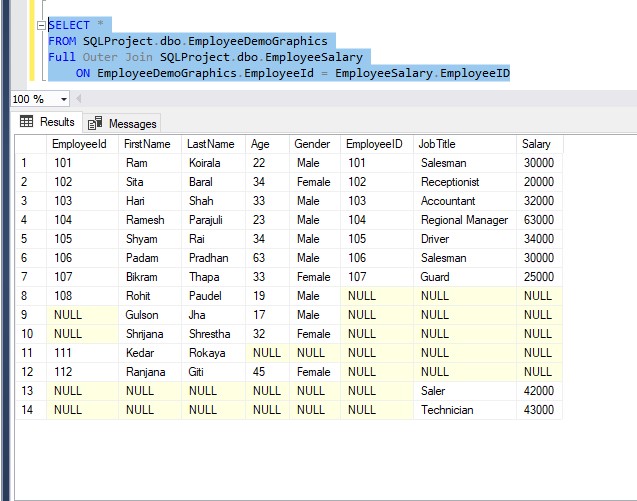 SELECT *
FROM SQLProject.dbo.EmployeeDemoGraphics
Full Outer Join SQLProject.dbo.EmployeeSalary
ON EmployeeDemoGraphics.EmployeeId = EmployeeSalary.EmployeeID
100 %
Results Messages
EmployeeId FirstName LastName Age Gender EmployeeID JobTitle Salary
1 101 Ram Koirala 22 Male 101 Salesman 30000
2 102 Sita Baral 34 Female 102 Receptionist 20000
3 103 Hari Shah 33 Male 103 Accountant 32000
4 104 Ramesh Parajuli 23 Male 104 Regional Manager 63000
5 105 Shyam Rai 34 Male 105 Driver 34000
6 106 Padam Pradhan 63 Male 106 Salesman 30000
7 107 Bikram Thapa 33 Female 107 Guard 25000
8 108 Rohit Paudel 19 Male NULL NULL NULL
9 NULL Gulson Jha 17 Male NULL NULL NULL
10 NULL Shrijana Shrestha 32 Female NULL NULL NULL
11 111 Kedar Rokaya NULL NULL NULL NULL NULL
12 112 Ranjana Giti 45 Female NULL NULL NULL
13 NULL NULL NULL NULL NULL NULL Saler 42000
14 NULL NULL NULL NULL NULL NULL Technician 43000